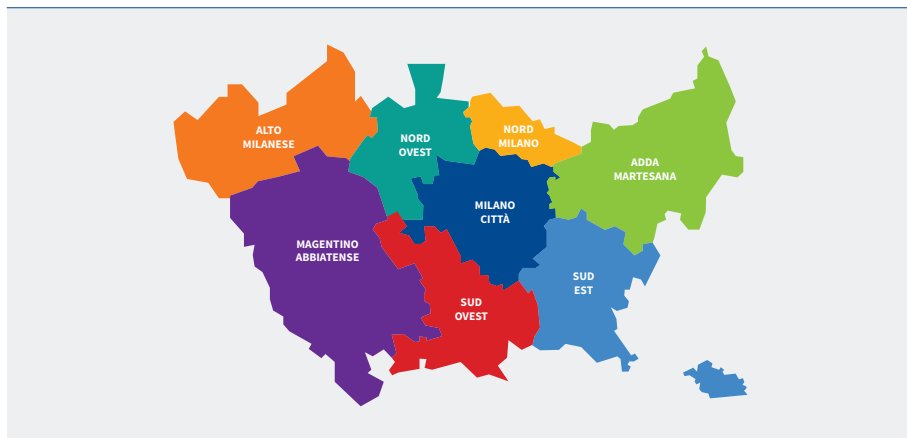 ALTO
MILANESE
NORD
OVEST
NORD
MILANO
ADDA
MARTESANA
MILANO
CITTÀ
MAGENTINO
ABBIATENSE
SUD
EST
SUD
OVEST